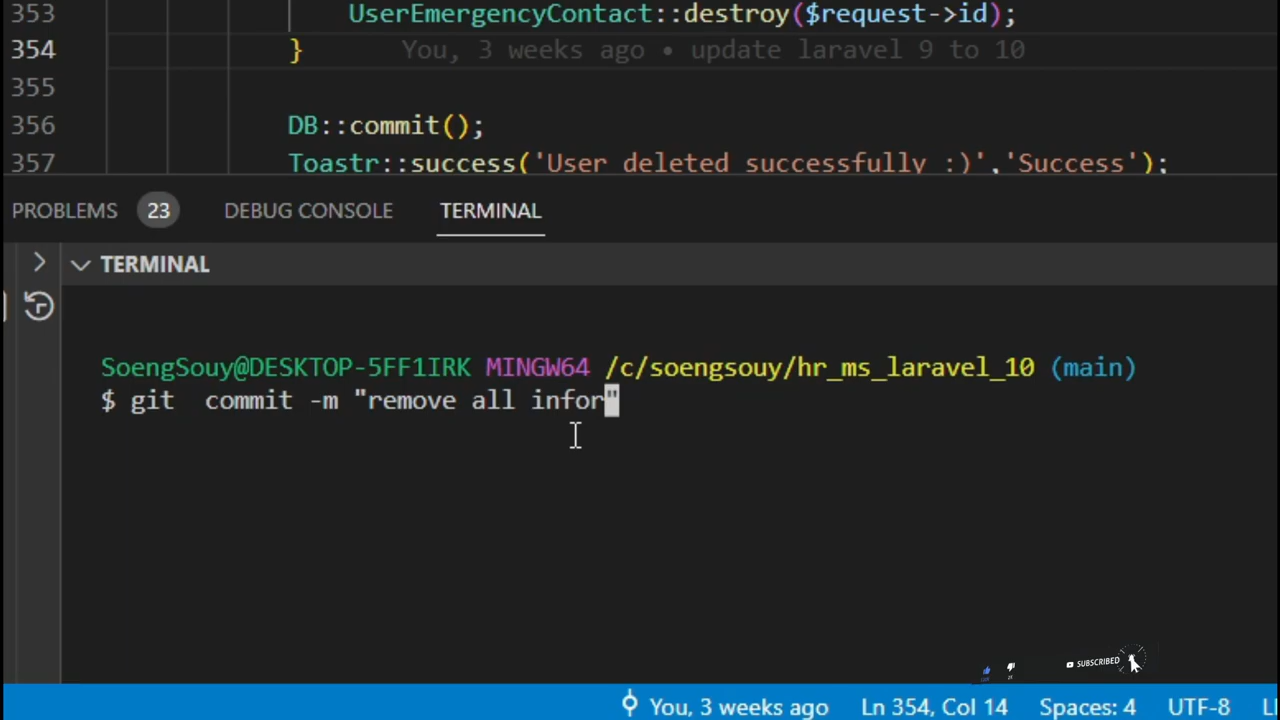 353 UserEmergencyContact::destroy($request->id);
354 } You, 3 weeks ago • update laravel 9 to 10
355
356 DB::commit();
357 Toastr::success('User deleted successfully :)','Success');
PROBLEMS 23 DEBUG CONSOLE TERMINAL
TERMINAL
SoengSouy@DESKTOP-5FF1IRK MINGW64 /c/soengsouy/hr_ms_laravel_10 (main)
$ git  commit -m "remove all infor"
SUBSCRIBED
You, 3 weeks ago Ln 354, Col 14 Spaces: 4 UTF-8